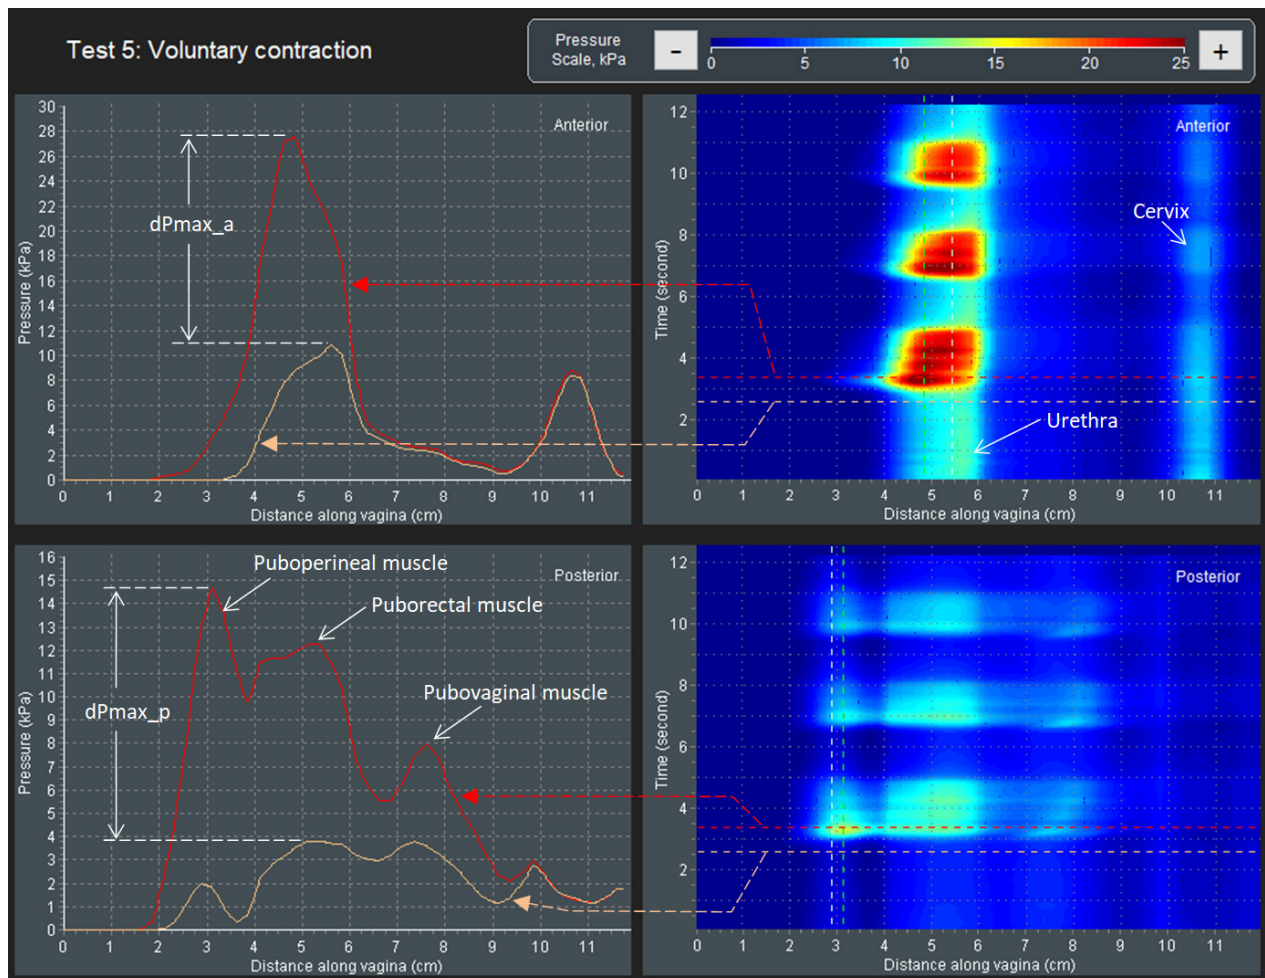 Test 5: Voluntary contraction
Pressure
Scale, kPa
-
+
0 5 10 15 20 25
30
28
26
24
22
20
18
16
14
12
10
8
6
4
2
0
Pressure (kPa)
Anterior
dPmax_a
0 1 2 3 4 5 6 7 8 9 10 11
Distance along vagina (cm)
12
10
8
6
4
2
Time (second)
Anterior
Cervix
Urethra
0 1 2 3 4 5 6 7 8 9 10 11
Distance along vagina (cm)
16
15
14
13
12
11
10
9
8
7
6
5
4
3
2
1
0
Pressure (kPa)
Posterior
Puboperineal muscle
Puborectal muscle
Pubovaginal muscle
dPmax_p
0 1 2 3 4 5 6 7 8 9 10 11
Distance along vagina (cm)
12
10
8
6
4
2
Time (second)
Posterior
0 1 2 3 4 5 6 7 8 9 10 11
Distance along vagina (cm)